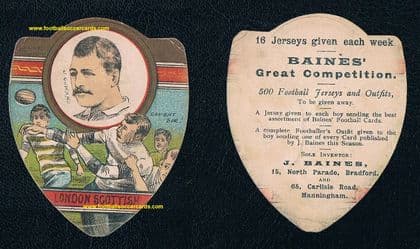 www.footballsoccercards.com
LONDON SCOTTISH
www.footballsoccercards.com
16 Jerseys given each week
BAINES'
Great Competition.
500 Football Jerseys and Outfits,
To be given away.
A Jersey given to each boy sending the best
assortment of Baines' Football Cards.
A complete Footballer's Outfit given to the
boy sending one of every Card published
by J. Baines this Season.
SOLE INVENTOR:
J. BAINES,
15, North Parade, Bradford.
AND
65, Carlisle Road,
Manningham.